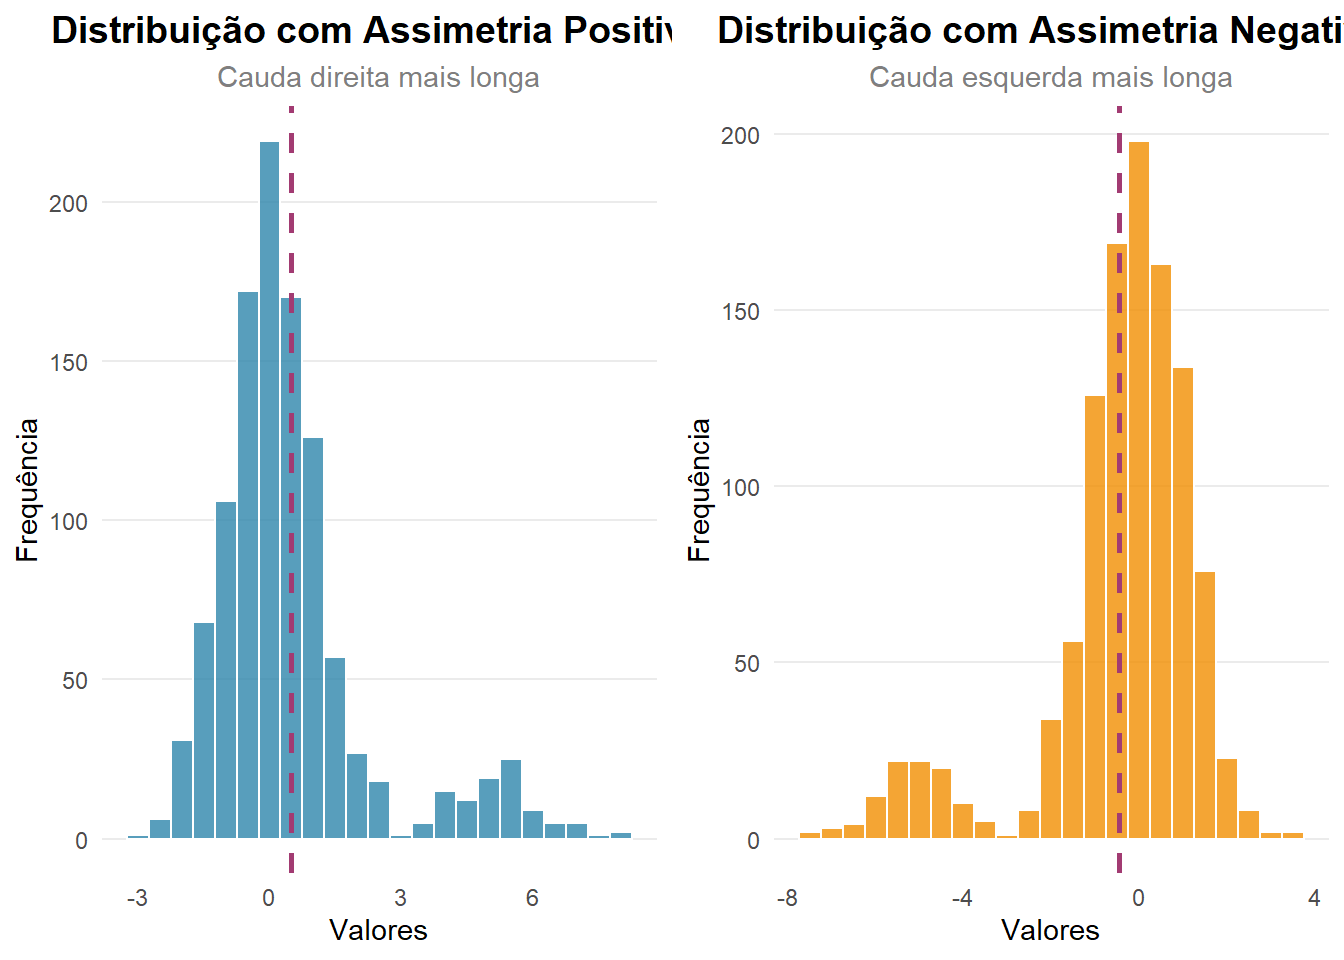 Distribuição com Assimetria Positiv
Cauda direita mais longa
Frequência
200
150
100
50
0
-3 0 3 6
Valores
Distribuição com Assimetria Negati
Cauda esquerda mais longa
Frequência
200
150
100
50
0
-8 -4 0 4
Valores